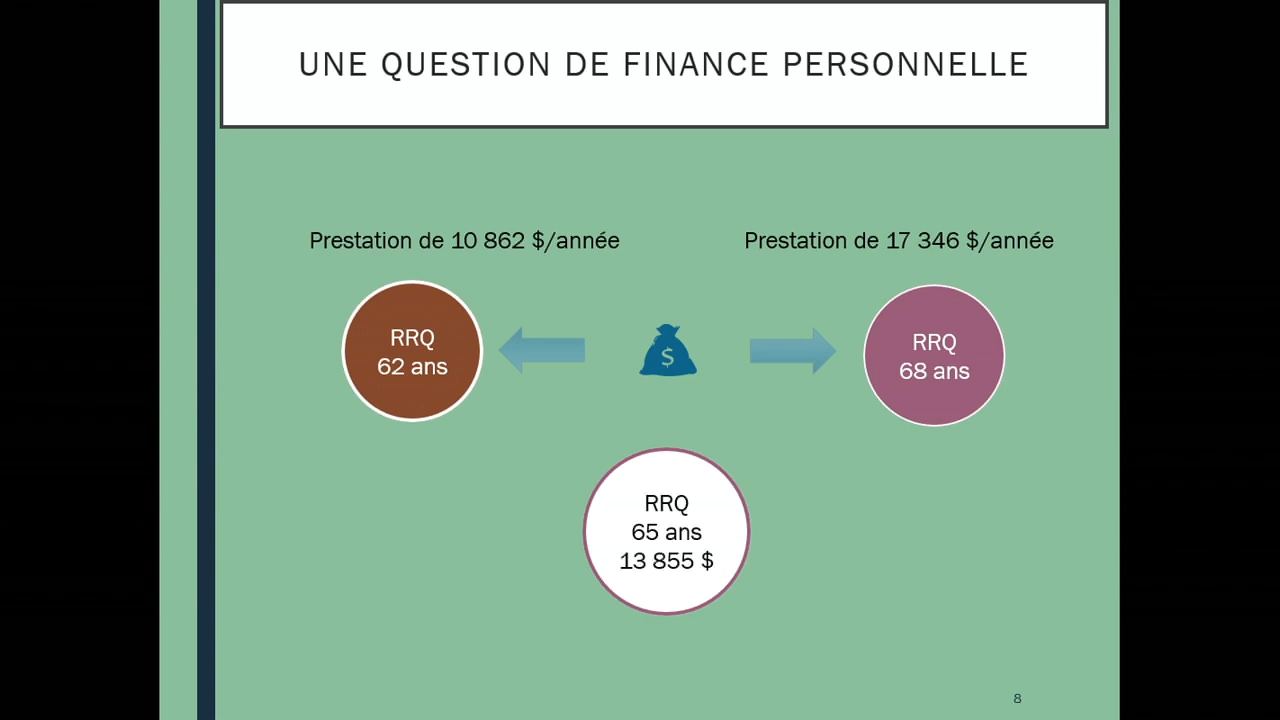 UNE QUESTION DE FINANCE PERSONNELLE
Prestation de 10 862 $/année
Prestation de 17 346 $/année
RRQ
62 ans
$
RRQ
68 ans
RRQ
65 ans
13 855 $
8